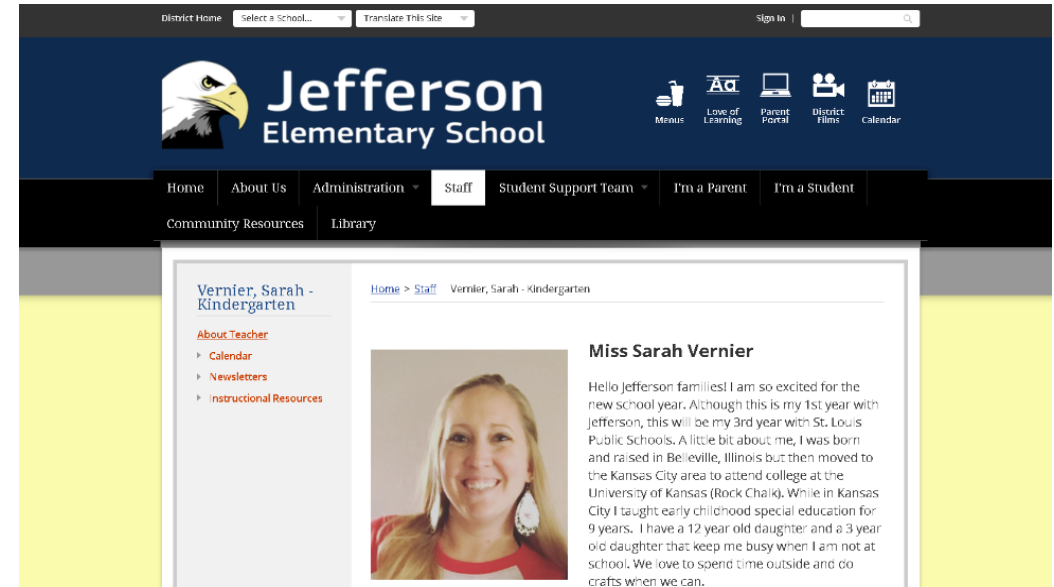 District Home
Select a School...
Translate This Site
Sign In |
Jefferson
Elementary School
Menus
Aa
Love of
Learning
Parent
Portal
District
Films
Calendar
Home
About Us
Administration
Staff
Student Support Team
I'm a Parent
I'm a Student
Community Resources
Library
Vernier, Sarah -
Kindergarten
About Teacher
Calendar
Newsletters
Instructional Resources
Home > Staff Vernier, Sarah - Kindergarten
Miss Sarah Vernier
Hello Jefferson families! I am so excited for the
new school year. Although this is my 1st year with
Jefferson, this will be my 3rd year with St. Louis
Public Schools. A little bit about me, I was born
and raised in Belleville, Illinois but then moved to
the Kansas City area to attend college at the
University of Kansas (Rock Chalk). While in Kansas
City I taught early childhood special education for
9 years. I have a 12 year old daughter and a 3 year
old daughter that keep me busy when I am not at
school. We love to spend time outside and do
crafts when we can.